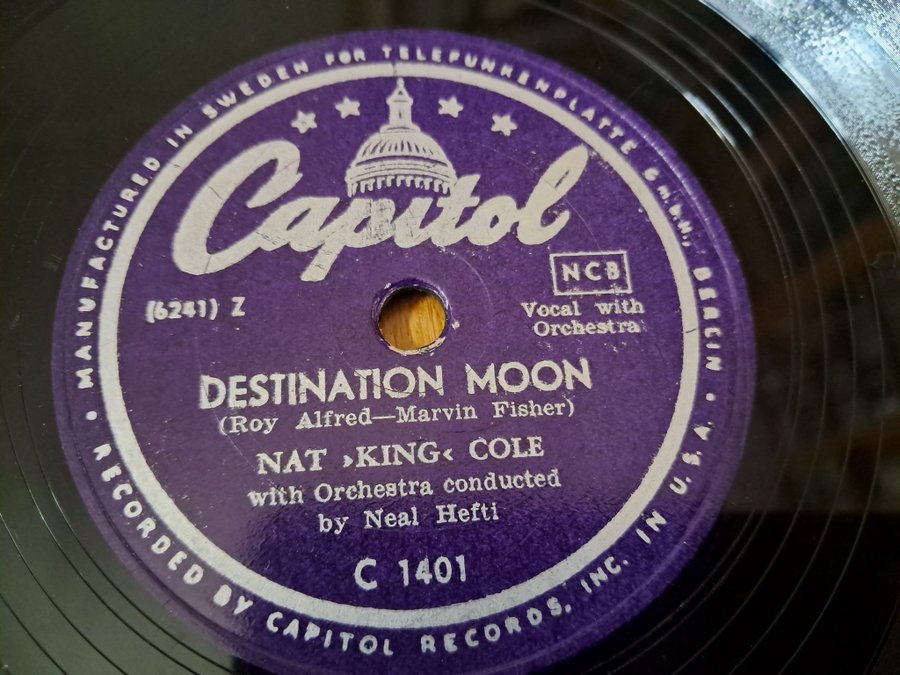 MANUFACTURED IN SWEDEN FOR TELEFUNKENPLATTE G.M.B.H., BERLIN
Capitol
NCB
(6241) Z
Vocal with
Orchestra
DESTINATION MOON
(Roy Alfred—Marvin Fisher)
NAT ›KING‹ COLE
with Orchestra conducted
by Neal Hefti
C 1401
RECORDED BY CAPITOL RECORDS, INC. IN U.S.A.